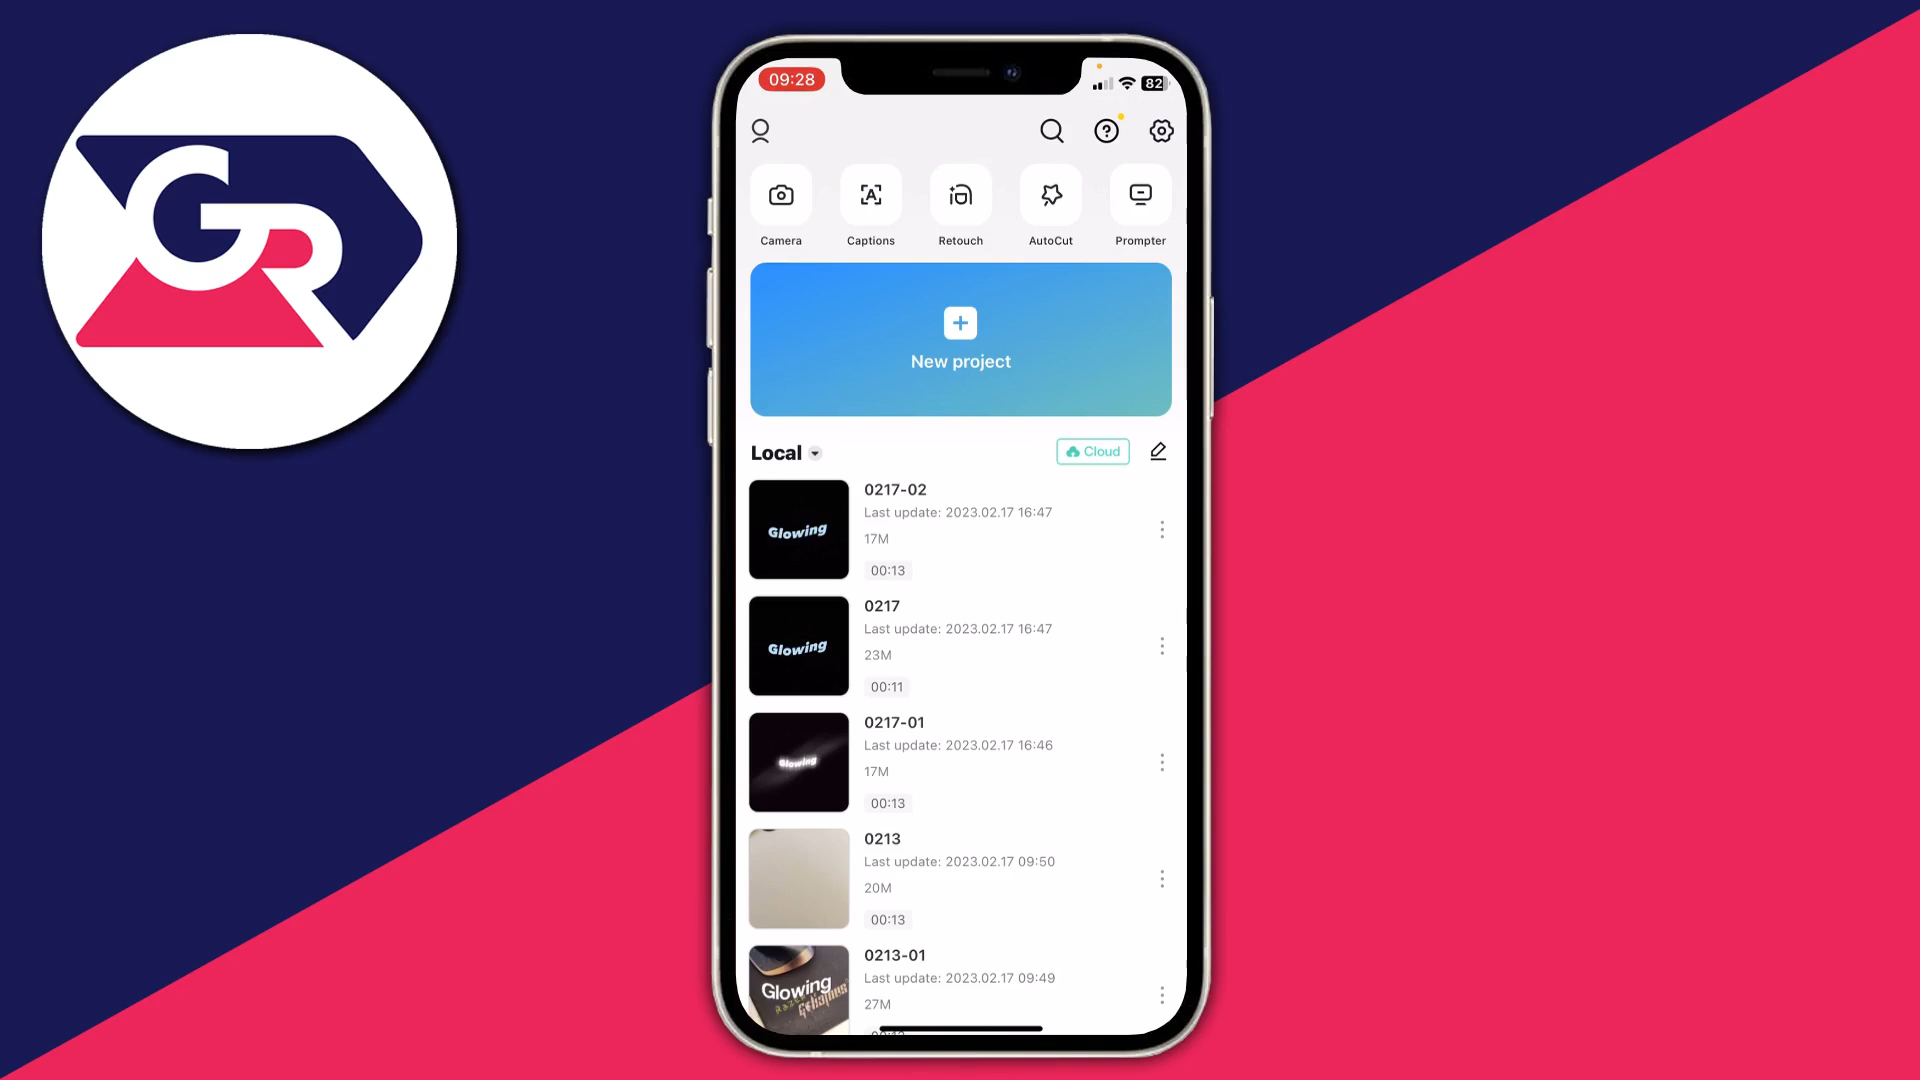 GR
09:28
82
Camera
Captions
Retouch
AutoCut
Prompter
New project
Local
Cloud
0217-02
Last update: 2023.02.17 16:47
17M
00:13
Glowing
0217
Last update: 2023.02.17 16:47
23M
00:11
Glowing
0217-01
Last update: 2023.02.17 16:46
17M
00:13
Glowing
0213
Last update: 2023.02.17 09:50
20M
00:13
0213-01
Last update: 2023.02.17 09:49
27M
Glowing